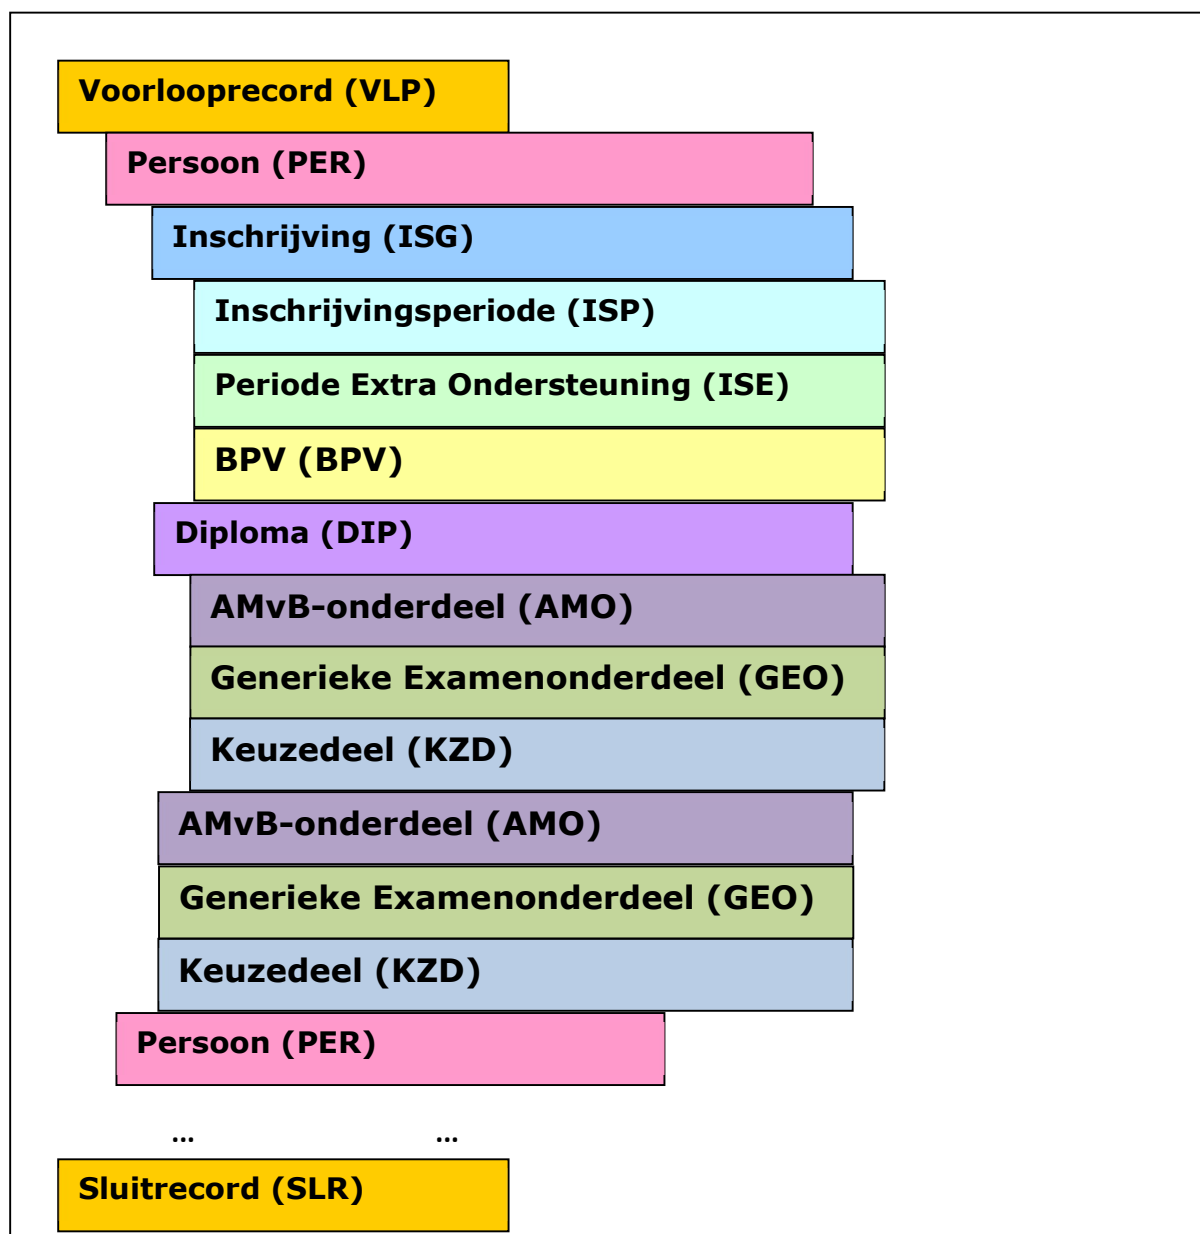 Voorlooprecord (VLP)
Persoon (PER)
Inschrijving (ISG)
Inschrijvingsperiode (ISP)
Periode Extra Ondersteuning (ISE)
BPV (BPV)
Diploma (DIP)
AMvB-onderdeel (AMO)
Generieke Examenonderdeel (GEO)
Keuzedeel (KZD)
AMvB-onderdeel (AMO)
Generieke Examenonderdeel (GEO)
Keuzedeel (KZD)
Persoon (PER)
... ...
Sluitrecord (SLR)